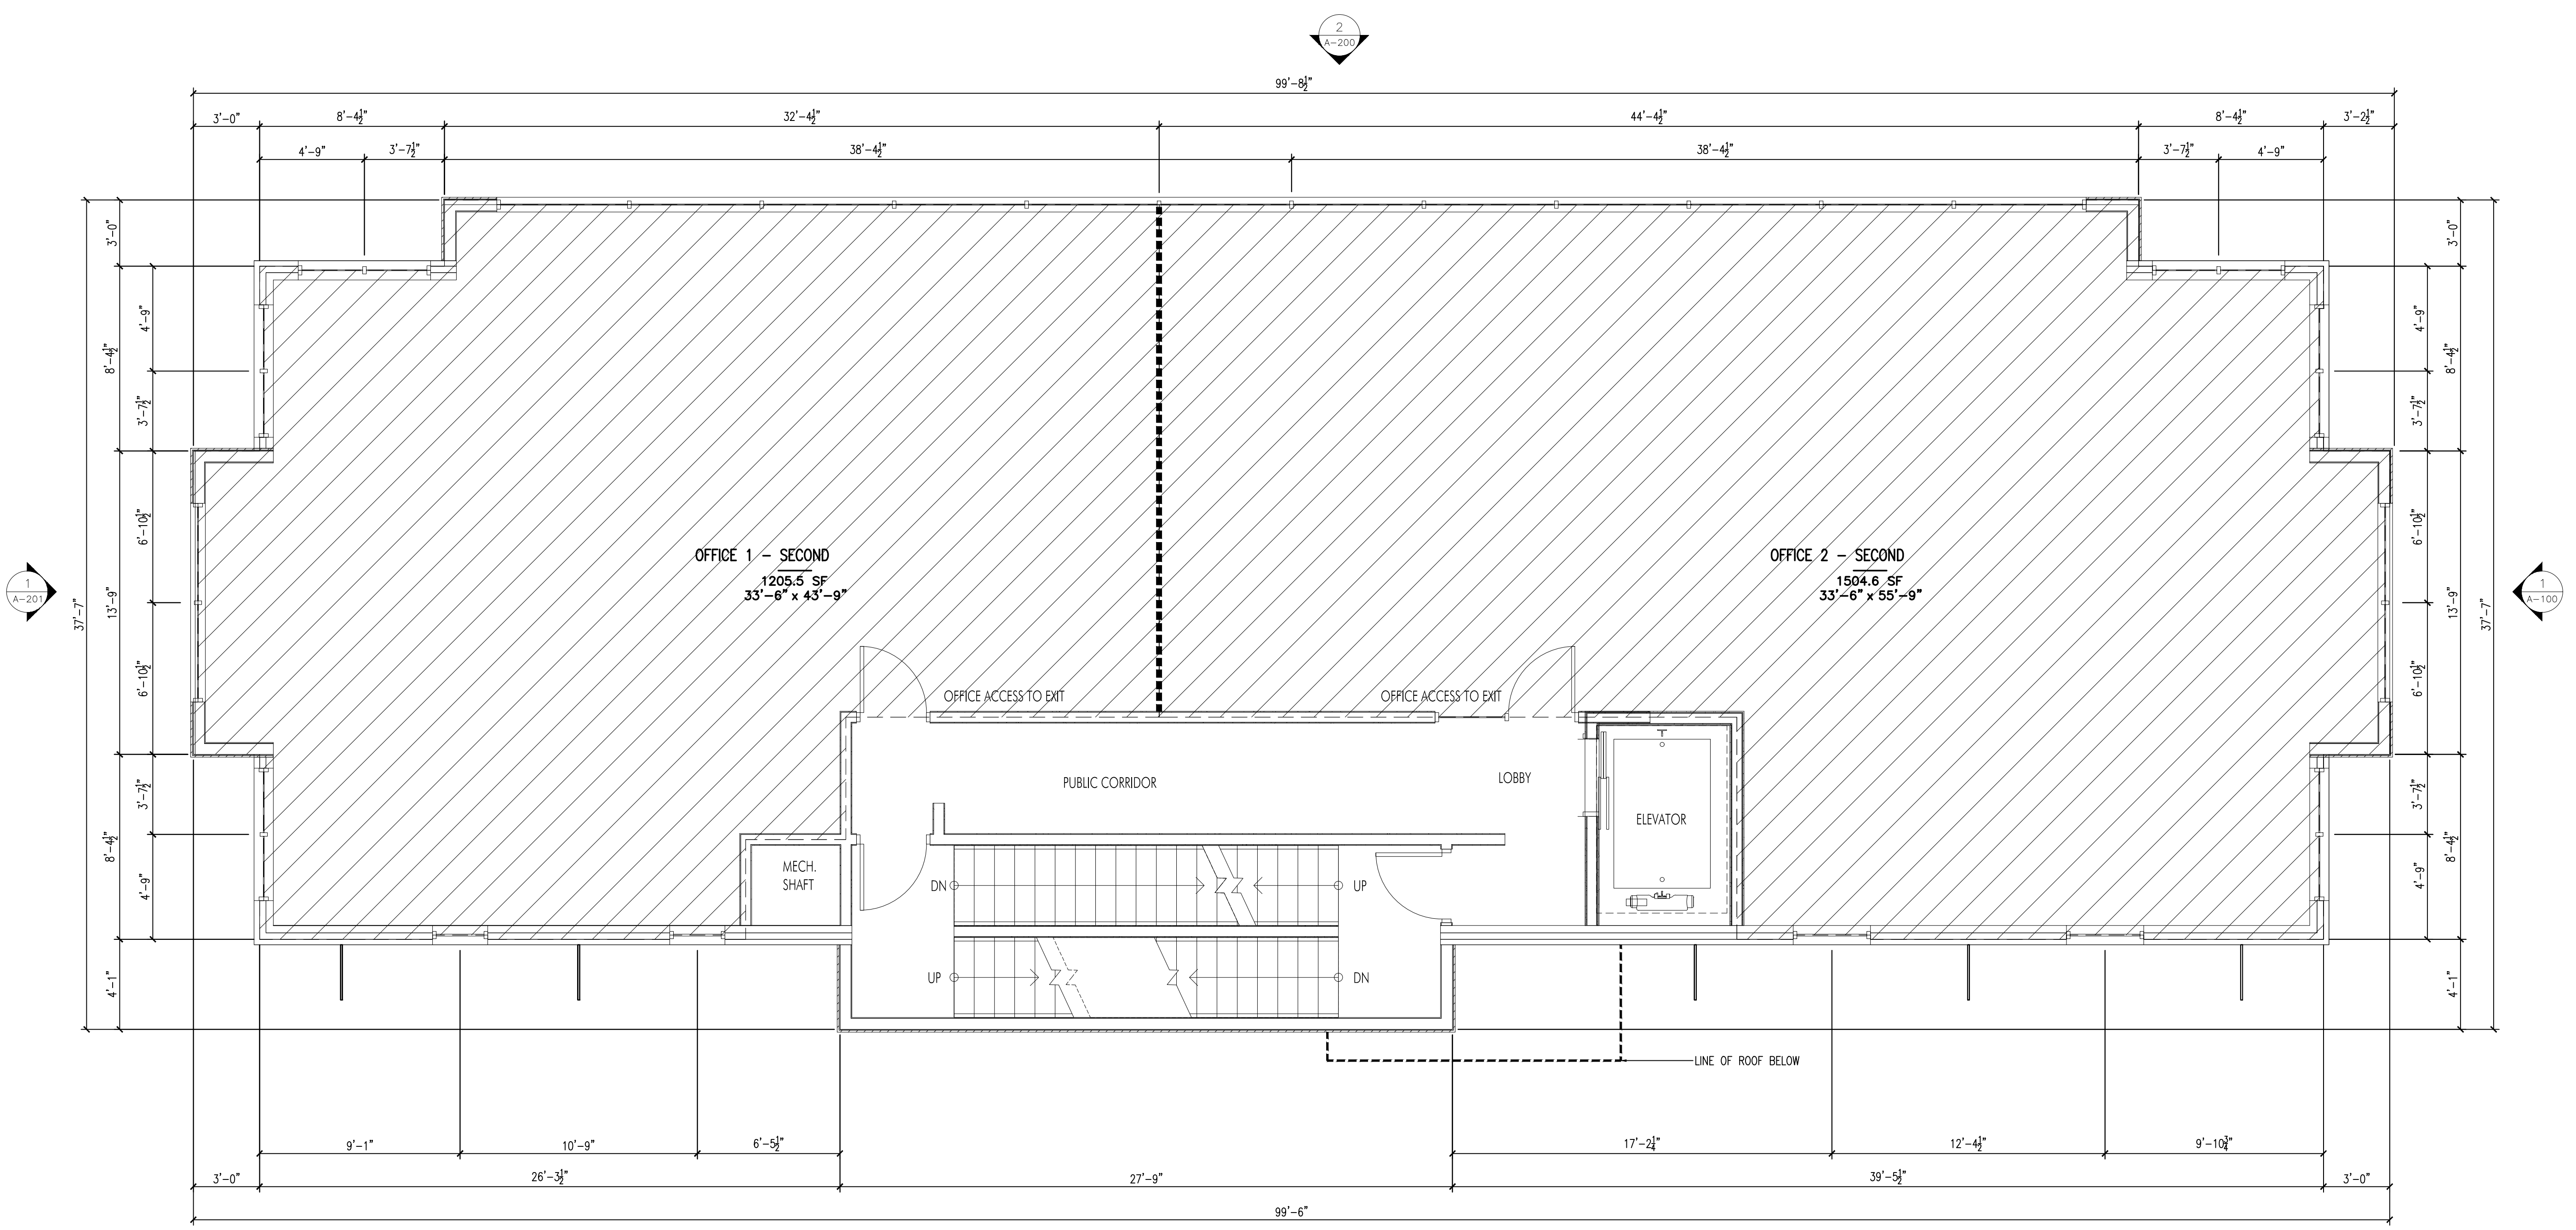 2
A-200
99'-8½"
3'-0" 8'-4½" 32'-4½" 44'-4½" 8'-4½" 3'-2½"
4'-9" 3'-7½" 38'-4½" 38'-4½" 3'-7½" 4'-9"
3'-0"
4'-9"
8'-4½"
3'-7½"
6'-10½"
13'-9"
37'-7"
6'-10½"
3'-7½"
8'-4½"
4'-9"
4'-1"
1
A-201
OFFICE 1 - SECOND
1205.5 SF
33'-6" x 43'-9"
OFFICE 2 - SECOND
1504.6 SF
33'-6" x 55'-9"
3'-0"
4'-9"
8'-4½"
3'-7½"
6'-10½"
13'-9"
37'-7"
6'-10½"
3'-7½"
8'-4½"
4'-9"
4'-1"
1
A-100
OFFICE ACCESS TO EXIT
OFFICE ACCESS TO EXIT
PUBLIC CORRIDOR
LOBBY
ELEVATOR
MECH.
SHAFT
DN
UP
UP
DN
LINE OF ROOF BELOW
9'-1" 10'-9" 6'-5½" 17'-2¼" 12'-4½" 9'-10¾"
3'-0" 26'-3½" 27'-9" 39'-5½" 3'-0"
99'-6"